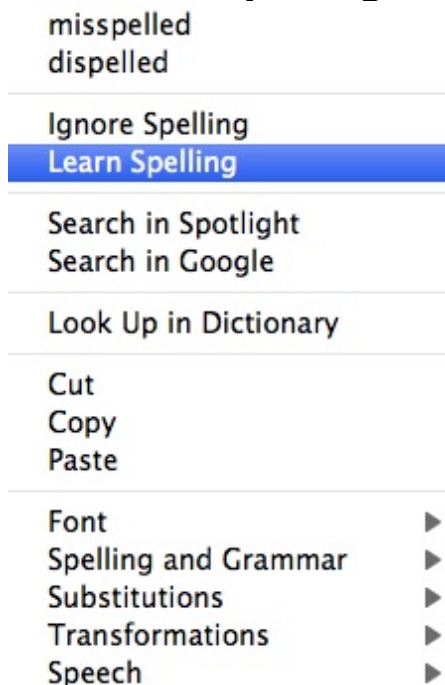 misspelled
dispelled
Ignore Spelling
Learn Spelling
Search in Spotlight
Search in Google
Look Up in Dictionary
Cut
Copy
Paste
Font
Spelling and Grammar
Substitutions
Transformations
Speech